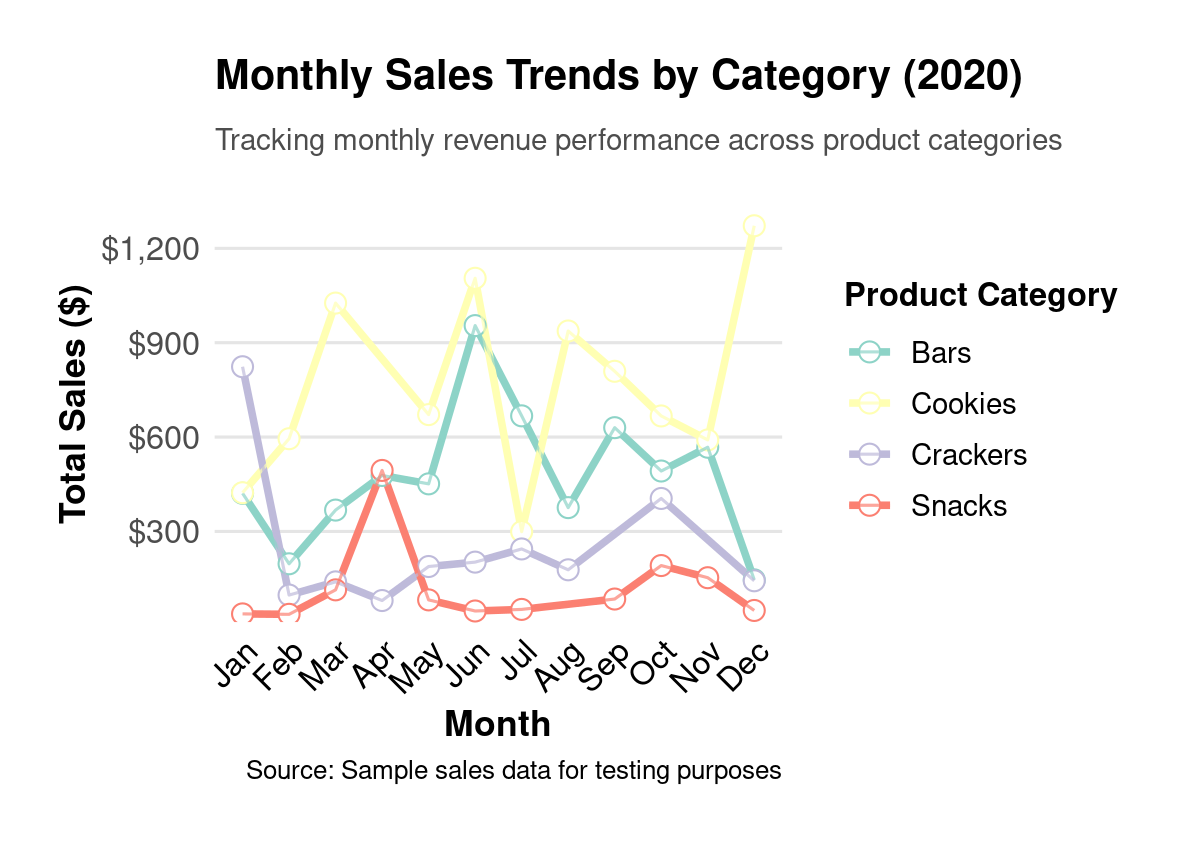 Monthly Sales Trends by Category (2020)
Tracking monthly revenue performance across product categories
Total Sales ($)
$1,200
$900
$600
$300
Jan
Feb
Mar
Apr
May
Jun
Jul
Aug
Sep
Oct
Nov
Dec
Month
Product Category
Bars
Cookies
Crackers
Snacks
Source: Sample sales data for testing purposes